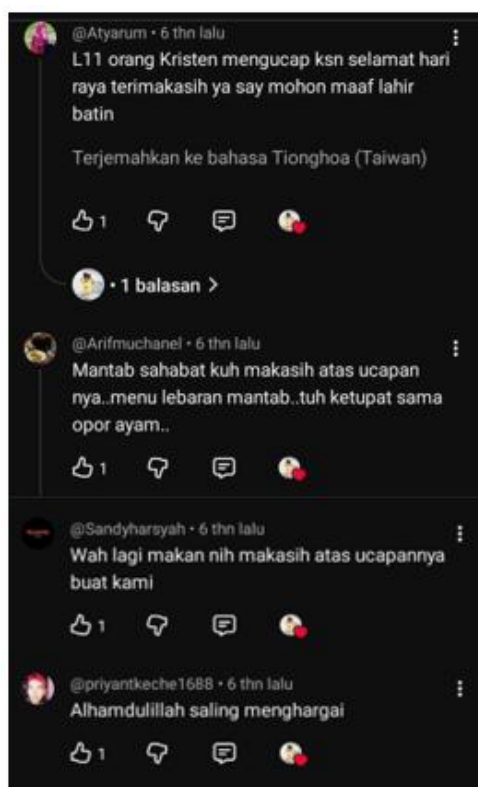 @Atyarum • 6 thn lalu
L11 orang Kristen mengucap ksn selamat hari
raya terimakasih ya say mohon maaf lahir
batin
Terjemahkan ke bahasa Tionghoa (Taiwan)
1
• 1 balasan >
@Arifmuchanel • 6 thn lalu
Mantab sahabat kuh makasih atas ucapan
nya..menu lebaran mantab..tuh ketupat sama
opor ayam..
1
@Sandyharsyah • 6 thn lalu
Wah lagi makan nih makasih atas ucapannya
buat kami
1
@priyantkeche1688 • 6 thn lalu
Alhamdulillah saling menghargai
1